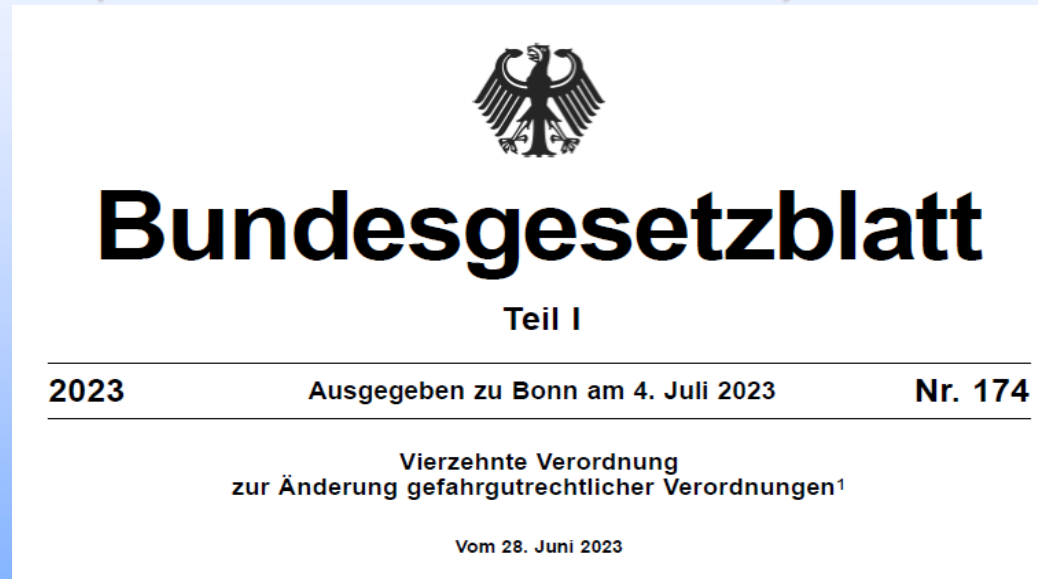 Bundesgesetzblatt
Teil I
2023 Ausgegeben zu Bonn am 4. Juli 2023 Nr. 174
Vierzehnte Verordnung
zur Änderung gefahrgutrechtlicher Verordnungen¹
Vom 28. Juni 2023